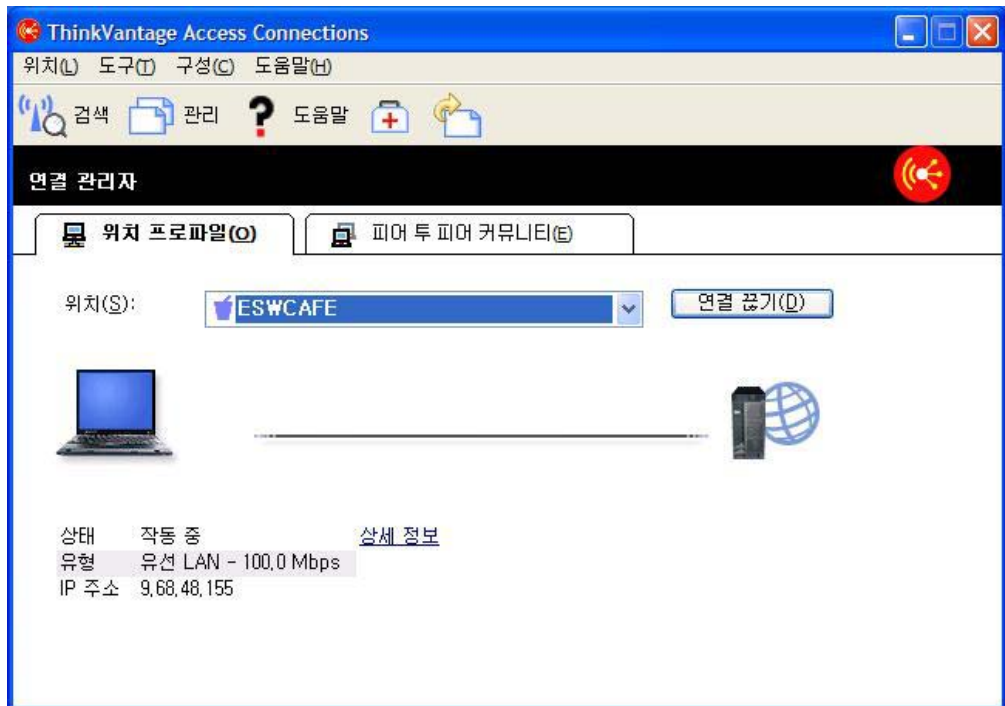 ThinkVantage Access Connections
위치(L) 도구(T) 구성(C) 도움말(H)
검색 관리 ? 도움말
연결 관리자
위치 프로파일(O) 피어 투 피어 커뮤니티(E)
위치(S): ESWCAFE 연결 끊기(D)
상태 작동 중 상세 정보
유형 유선 LAN - 100,0 Mbps
IP 주소 9,68,48,155